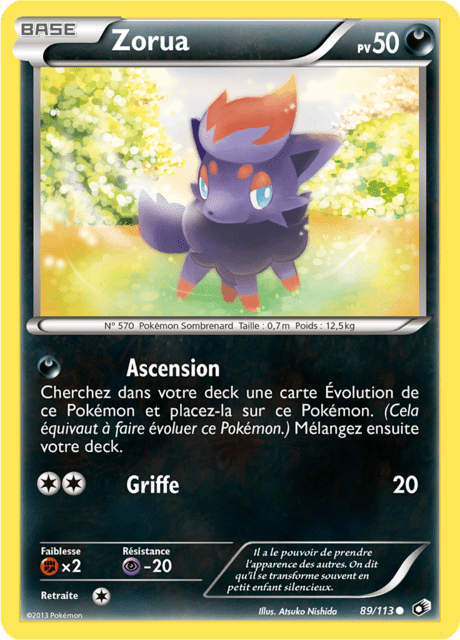 BASE
Zorua
PV 50
N° 570 Pokémon Sombrenard Taille : 0,7 m Poids : 12,5 kg
Ascension
Cherchez dans votre deck une carte Évolution de
ce Pokémon et placez-la sur ce Pokémon. (Cela
équivaut à faire évoluer ce Pokémon.) Mélangez ensuite
votre deck.
Griffe 20
Faiblesse Résistance
×2 -20
Retraite
Il a le pouvoir de prendre
l'apparence des autres. On dit
qu'il se transforme souvent en
petit enfant silencieux.
©2013 Pokémon Illus. Atsuko Nishida 89/113